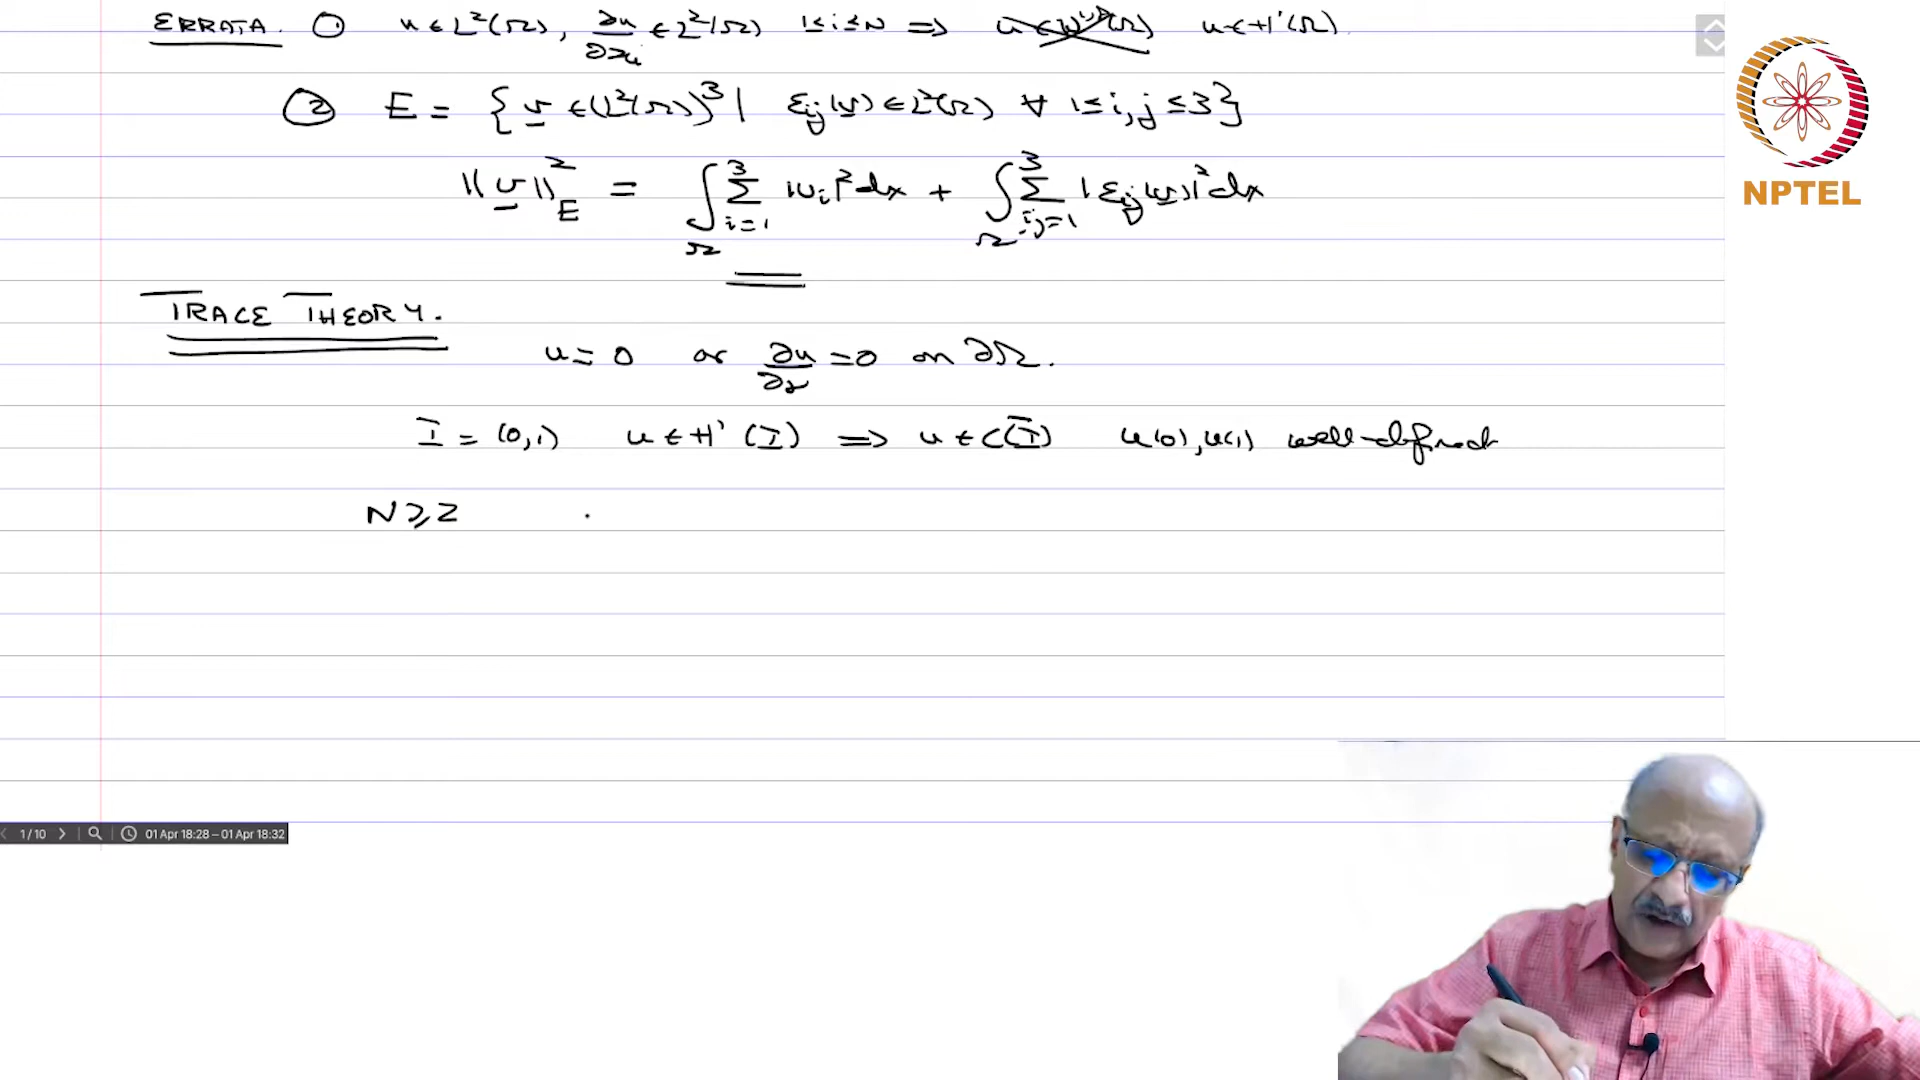 ERRATA. ① u ∈ L²(Ω), ∂u/∂xᵢ ∈ L²(Ω) 1 ≤ i ≤ N ⇒ u ∈ W^{1,p}(Ω) u ∈ H¹(Ω).
② E = { v ∈ (L²(Ω))³ | εᵢⱼ(v) ∈ L²(Ω) ∀ 1 ≤ i, j ≤ 3 }
‖v‖²_E = ∫_Ω Σ_{i=1}^3 |vᵢ|² dx + ∫_Ω Σ_{i,j=1}^3 |εᵢⱼ(v)|² dx
TRACE THEORY.
u = 0 or ∂u/∂ν = 0 on ∂Ω.
I = (0,1) u ∈ H¹(I) ⇒ u ∈ C(Ī) u(0), u(1) well-defined
N ≥ 2
NPTEL
1/10 01 Apr 18:28 – 01 Apr 18:32